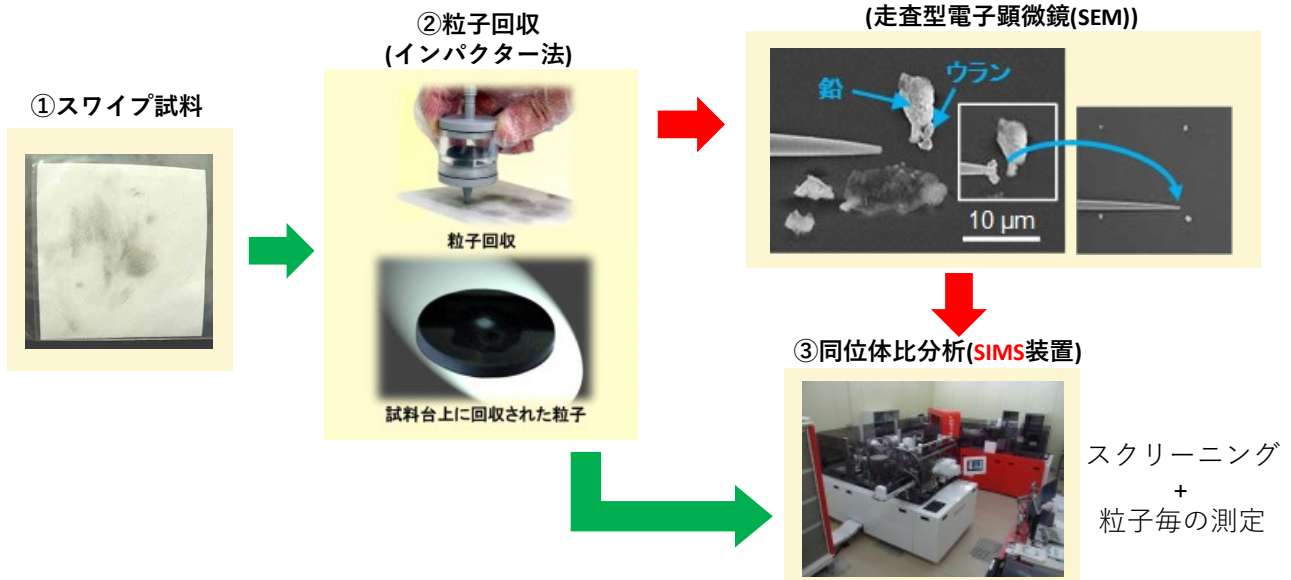 ①スワイプ試料
②粒子回収
(インパクター法)
粒子回収
試料台上に回収された粒子
(走査型電子顕微鏡(SEM))
鉛
ウラン
10 µm
③同位体比分析(SIMS装置)
スクリーニング
+
粒子毎の測定